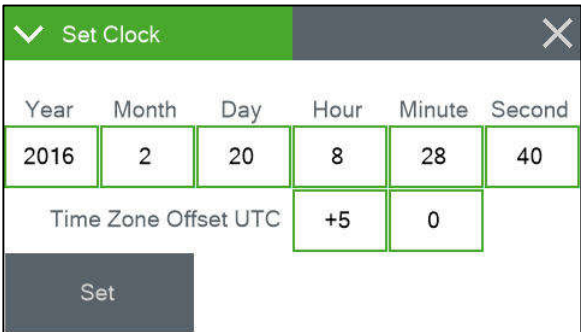 Set Clock
Year Month Day Hour Minute Second
2016 2 20 8 28 40
Time Zone Offset UTC +5 0
Set